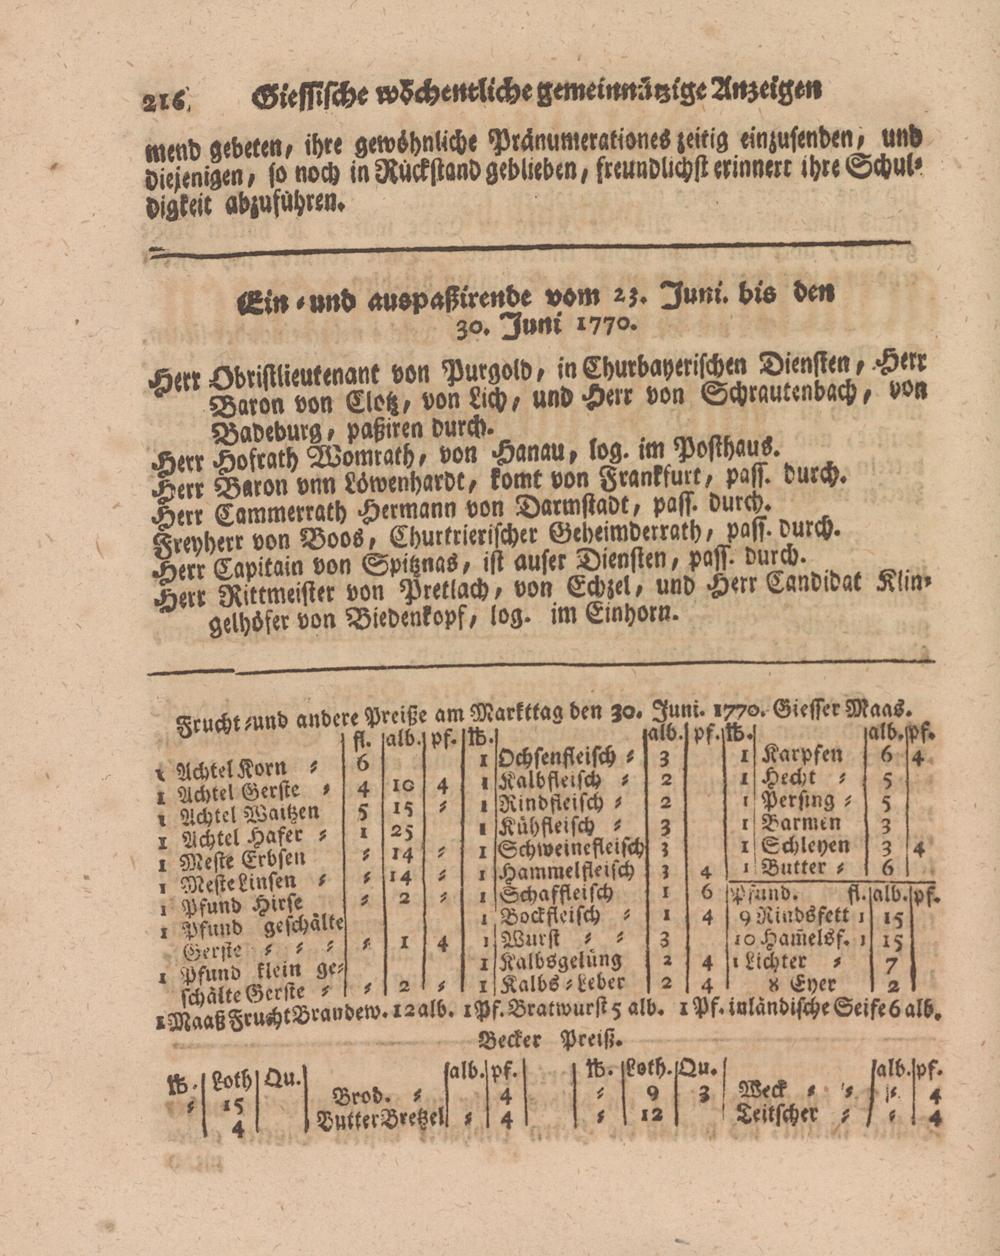 216. Giessische wöchentliche gemeinnützige Anzeigen
mend gebeten, ihre gewöhnliche Pränumerationes zeitig einzusenden, und
diejenigen, so noch in Rückstand geblieben, freundlichst erinnert ihre Schul-
digkeit abzuführen.
Ein- und auspaßirende vom 23. Juni. bis den
30. Juni 1770.
Herr Obristlieutenant von Purgold, in Churbayerischen Diensten, Herr
Baron von Clotz, von Lich, und Herr von Schrautenbach, von
Badeburg, paßiren durch.
Herr Hofrath Womrath, von Hanau, log. im Posthaus.
Herr Baron vnn Löwenhardt, komt von Frankfurt, pass. durch.
Herr Cammerrath Hermann von Darmstadt, pass. durch.
Freyherr von Boos, Churtrierischer Geheimderrath, pass. durch.
Herr Capitain von Spitznas, ist auser Diensten, pass. durch.
Herr Rittmeister von Pretlach, von Echzel, und Herr Candidat Klin-
gelhöfer von Biedenkopf, log. im Einhorn.
Frucht- und andere Preiße am Markttag den 30. Juni. 1770. Giesser Maas.
fl. alb. pf.
1 Achtel Korn - 6
1 Achtel Gerste - 4 10 4
1 Achtel Waitzen 5 15 -
1 Achtel Hafer - 1 25
1 Meste Erbsen - 14 -
1 Meste Linsen - - 14 -
1 Pfund Hirse - 2 -
1 Pfund geschälte
Gerste - - - - 1 4
1 Pfund klein ge-
schälte Gerste - - 2 -
℔. alb. pf.
1 Ochsenfleisch - 3
1 Kalbfleisch - 2
1 Rindfleisch - 2
1 Kühfleisch - 3
1 Schweinefleisch 3
1 Hammelfleisch 3 4
1 Schaffleisch 1 6
1 Bockfleisch - 1 4
1 Wurst - - 3
1 Kalbsgelüng 2 4
1 Kalbs-Leber 2 4
℔. alb. pf.
1 Karpfen 6 4
1 Hecht - 5
1 Persing - 5
1 Barmen 3
1 Schleyen 3 4
1 Butter - 6
Pfund. fl. alb. pf.
9 Rindsfett 1 15
10 Ham̃elsf. 1 15
1 Lichter - 7
8 Eyer 2
1 Maaß Frucht Brandew. 12 alb. 1 Pf. Bratwurst 5 alb. 1 Pf. inländische Seife 6 alb.
Becker Preiß.
℔. Loth Qu. alb. pf.
- 15 Brod. - 4
4 Butter Bretzel - 4
℔. Loth. Qu. alb. pf.
- 9 3 Weck - - - 4
- 12 Teitscher - - 4